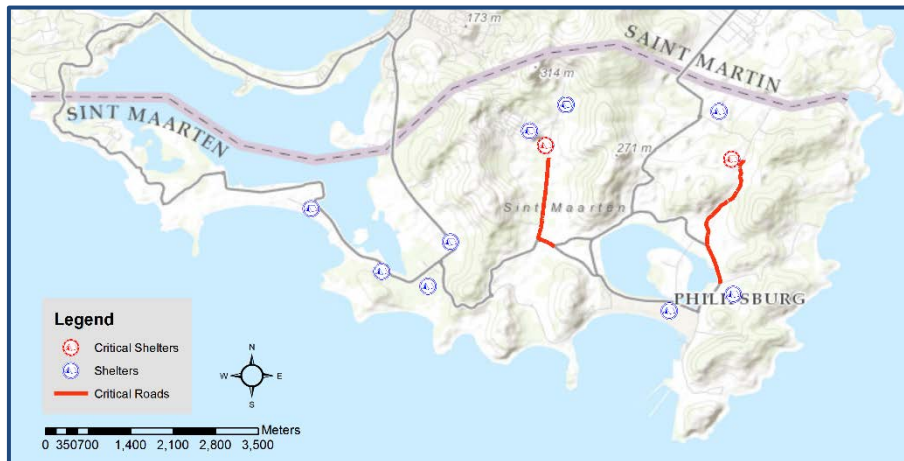 173 m
SAINT MARTIN
314 m
SINT MAARTEN
271 m
Sint Maarten
PHILIPSBURG
Legend
Critical Shelters
Shelters
Critical Roads
N
W
E
S
Meters
0 350700 1,400 2,100 2,800 3,500